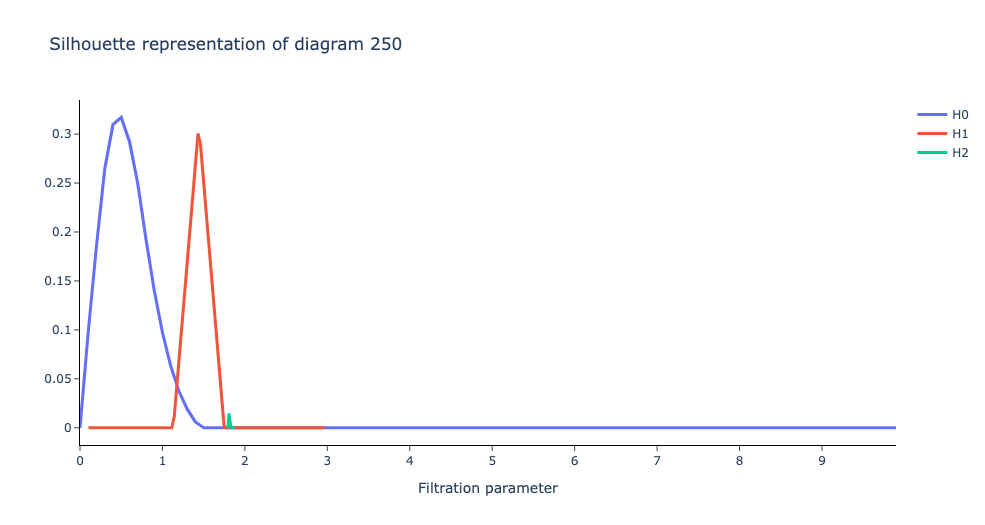 Silhouette representation of diagram 250
H0
H1
H2
0.3
0.25
0.2
0.15
0.1
0.05
0
0 1 2 3 4 5 6 7 8 9
Filtration parameter